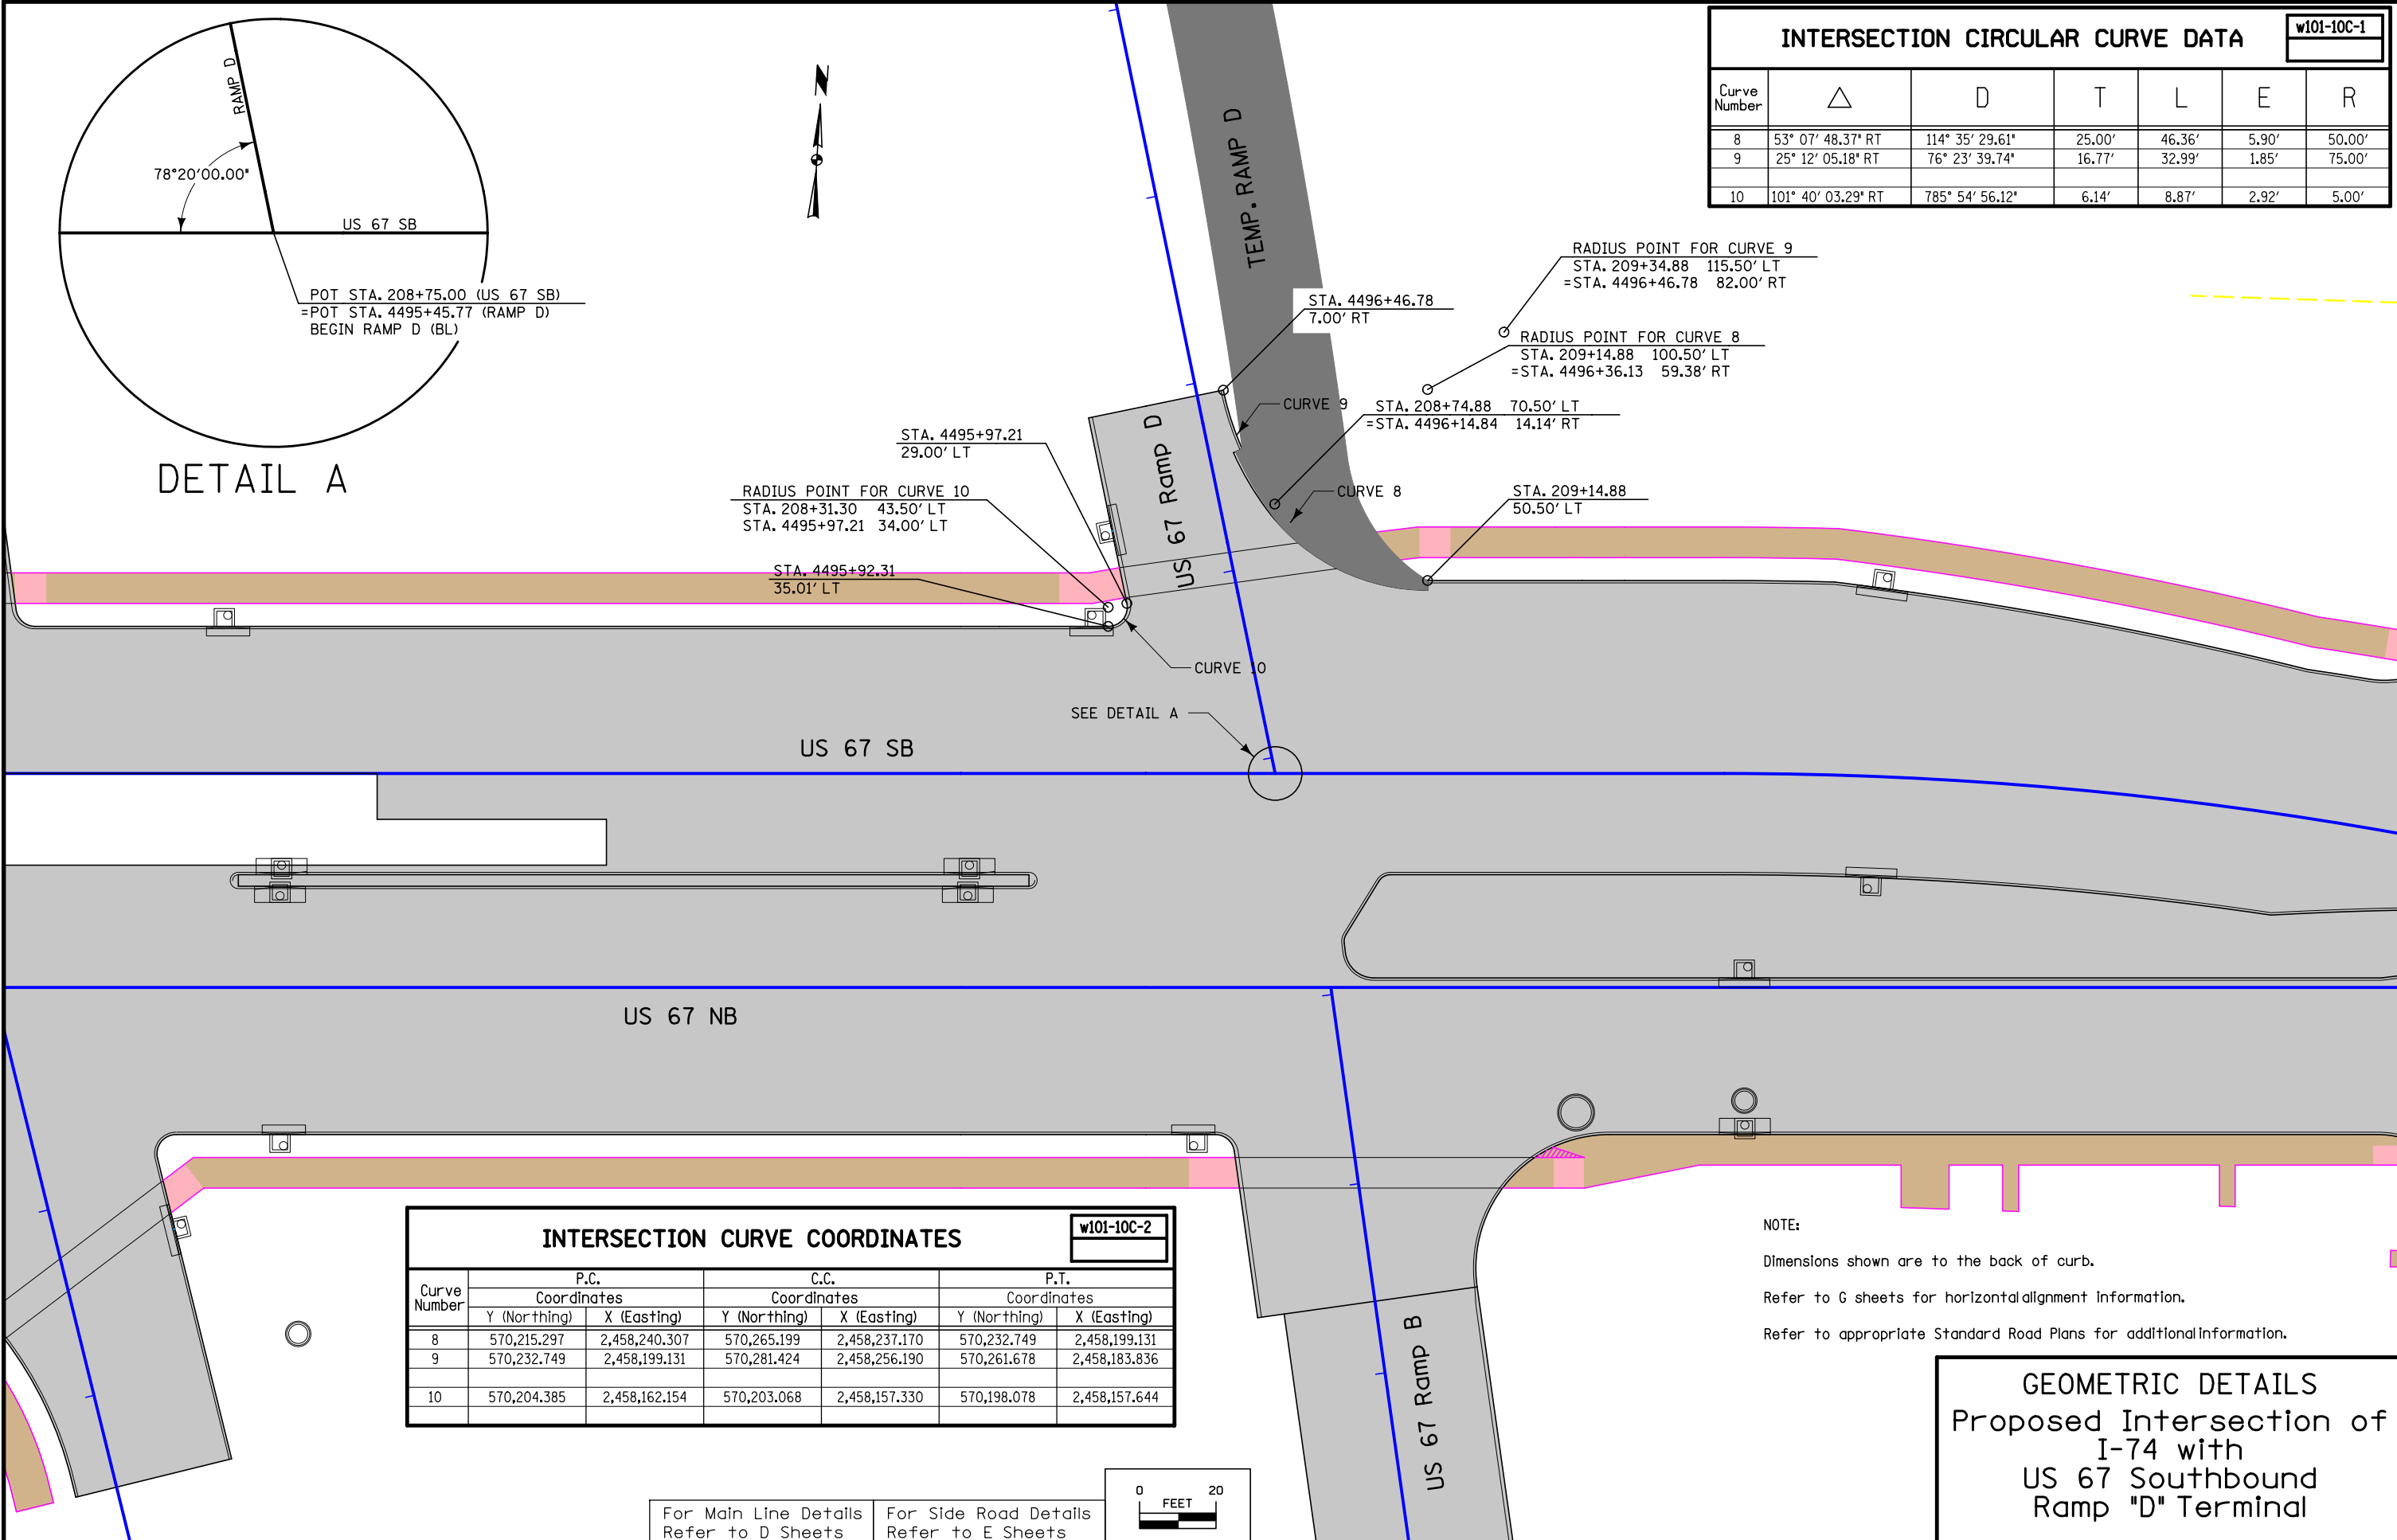 RAMP D
78°20'00.00"
US 67 SB
POT STA. 208+75.00 (US 67 SB)
=POT STA. 4495+45.77 (RAMP D)
BEGIN RAMP D (BL)
DETAIL A
N
TEMP. RAMP D
INTERSECTION CIRCULAR CURVE DATA
w101-10C-1
Curve Number △ D T L E R
8 53° 07' 48.37" RT 114° 35' 29.61" 25.00' 46.36' 5.90' 50.00'
9 25° 12' 05.18" RT 76° 23' 39.74" 16.77' 32.99' 1.85' 75.00'
10 101° 40' 03.29" RT 785° 54' 56.12" 6.14' 8.87' 2.92' 5.00'
RADIUS POINT FOR CURVE 9
STA. 209+34.88 115.50' LT
=STA. 4496+46.78 82.00' RT
STA. 4496+46.78
7.00' RT
RADIUS POINT FOR CURVE 8
STA. 209+14.88 100.50' LT
=STA. 4496+36.13 59.38' RT
CURVE 9
STA. 208+74.88 70.50' LT
=STA. 4496+14.84 14.14' RT
STA. 4495+97.21
29.00' LT
US 67 Ramp D
RADIUS POINT FOR CURVE 10
STA. 208+31.30 43.50' LT
STA. 4495+97.21 34.00' LT
CURVE 8
STA. 209+14.88
50.50' LT
STA. 4495+92.31
35.01' LT
CURVE 10
SEE DETAIL A
US 67 SB
US 67 NB
INTERSECTION CURVE COORDINATES
w101-10C-2
Curve Number P.C. C.C. P.T.
Coordinates Coordinates Coordinates
Y (Northing) X (Easting) Y (Northing) X (Easting) Y (Northing) X (Easting)
8 570,215.297 2,458,240.307 570,265.199 2,458,237.170 570,232.749 2,458,199.131
9 570,232.749 2,458,199.131 570,281.424 2,458,256.190 570,261.678 2,458,183.836
10 570,204.385 2,458,162.154 570,203.068 2,458,157.330 570,198.078 2,458,157.644
US 67 Ramp B
NOTE:
Dimensions shown are to the back of curb.
Refer to G sheets for horizontal alignment information.
Refer to appropriate Standard Road Plans for additional information.
GEOMETRIC DETAILS
Proposed Intersection of
I-74 with
US 67 Southbound
Ramp "D" Terminal
For Main Line Details
Refer to D Sheets
For Side Road Details
Refer to E Sheets
0 20
FEET